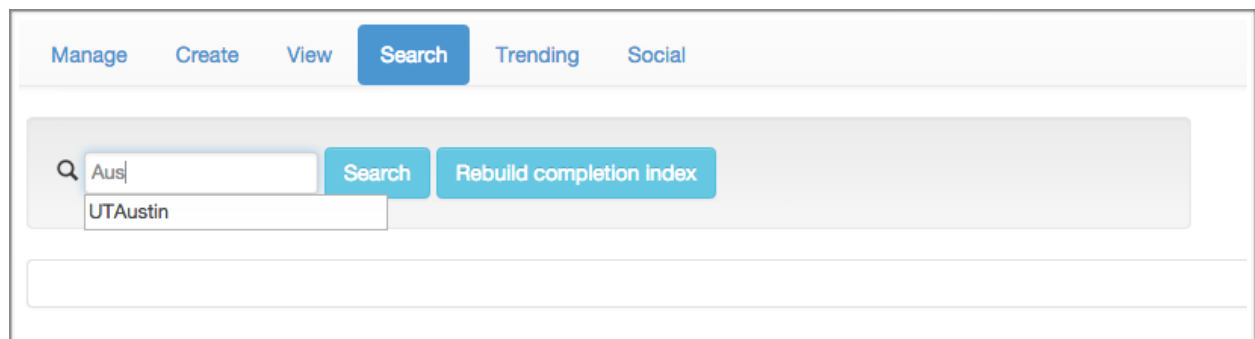 Manage Create View Search Trending Social
Aus Search Rebuild completion index
UTAustin